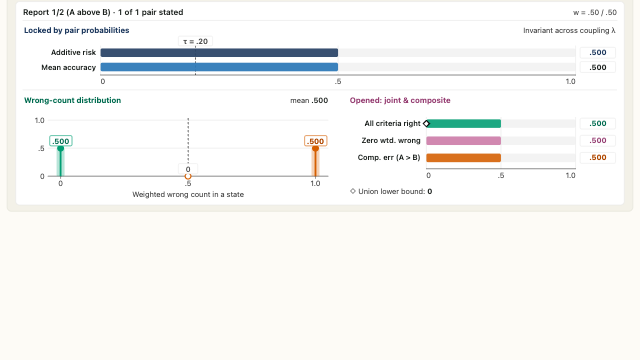 Report 1/2 (A above B) · 1 of 1 pair stated
w = .50 / .50
Locked by pair probabilities
Invariant across coupling λ
τ = .20
Additive risk
.500
Mean accuracy
.500
0 .5 1.0
Wrong-count distribution
mean .500
1.0
.5
0
.500
0
.500
0 .5 1.0
Weighted wrong count in a state
Opened: joint & composite
All criteria right
.500
Zero wtd. wrong
.500
Comp. err (A > B)
.500
0 .5 1.0
◇ Union lower bound: 0